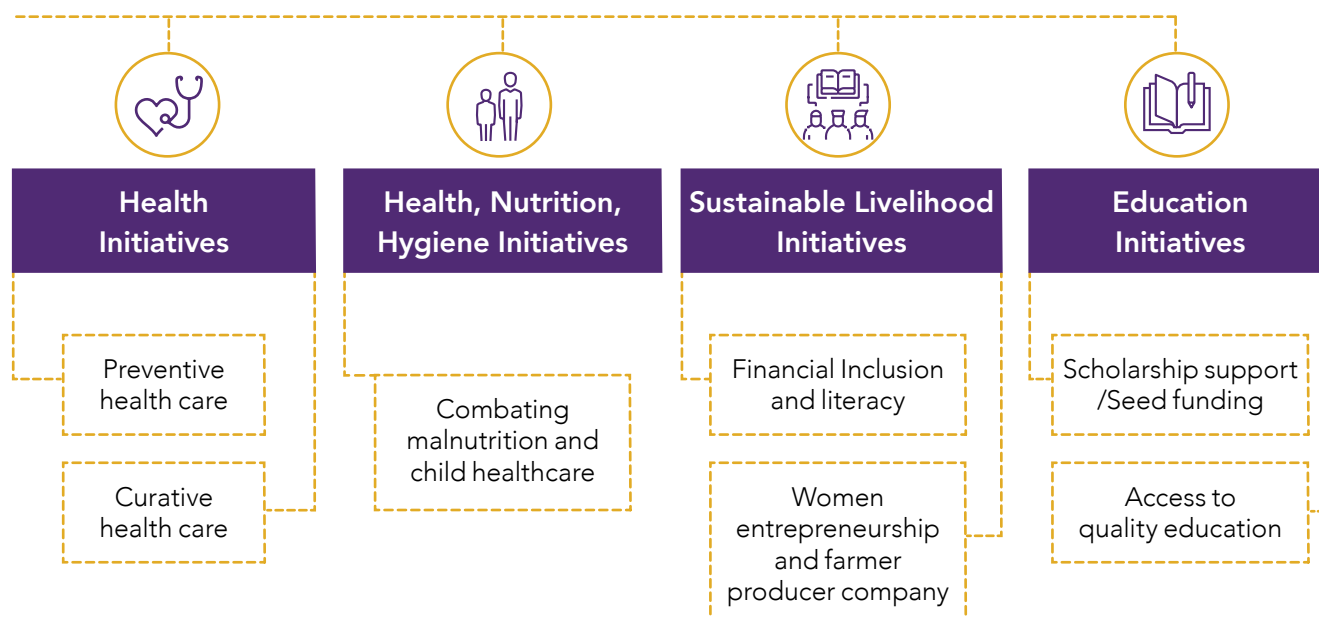 Health
Initiatives
Health, Nutrition,
Hygiene Initiatives
Sustainable Livelihood
Initiatives
Education
Initiatives
Preventive
health care
Curative
health care
Combating
malnutrition and
child healthcare
Financial Inclusion
and literacy
Women
entrepreneurship
and farmer
producer company
Scholarship support
/Seed funding
Access to
quality education